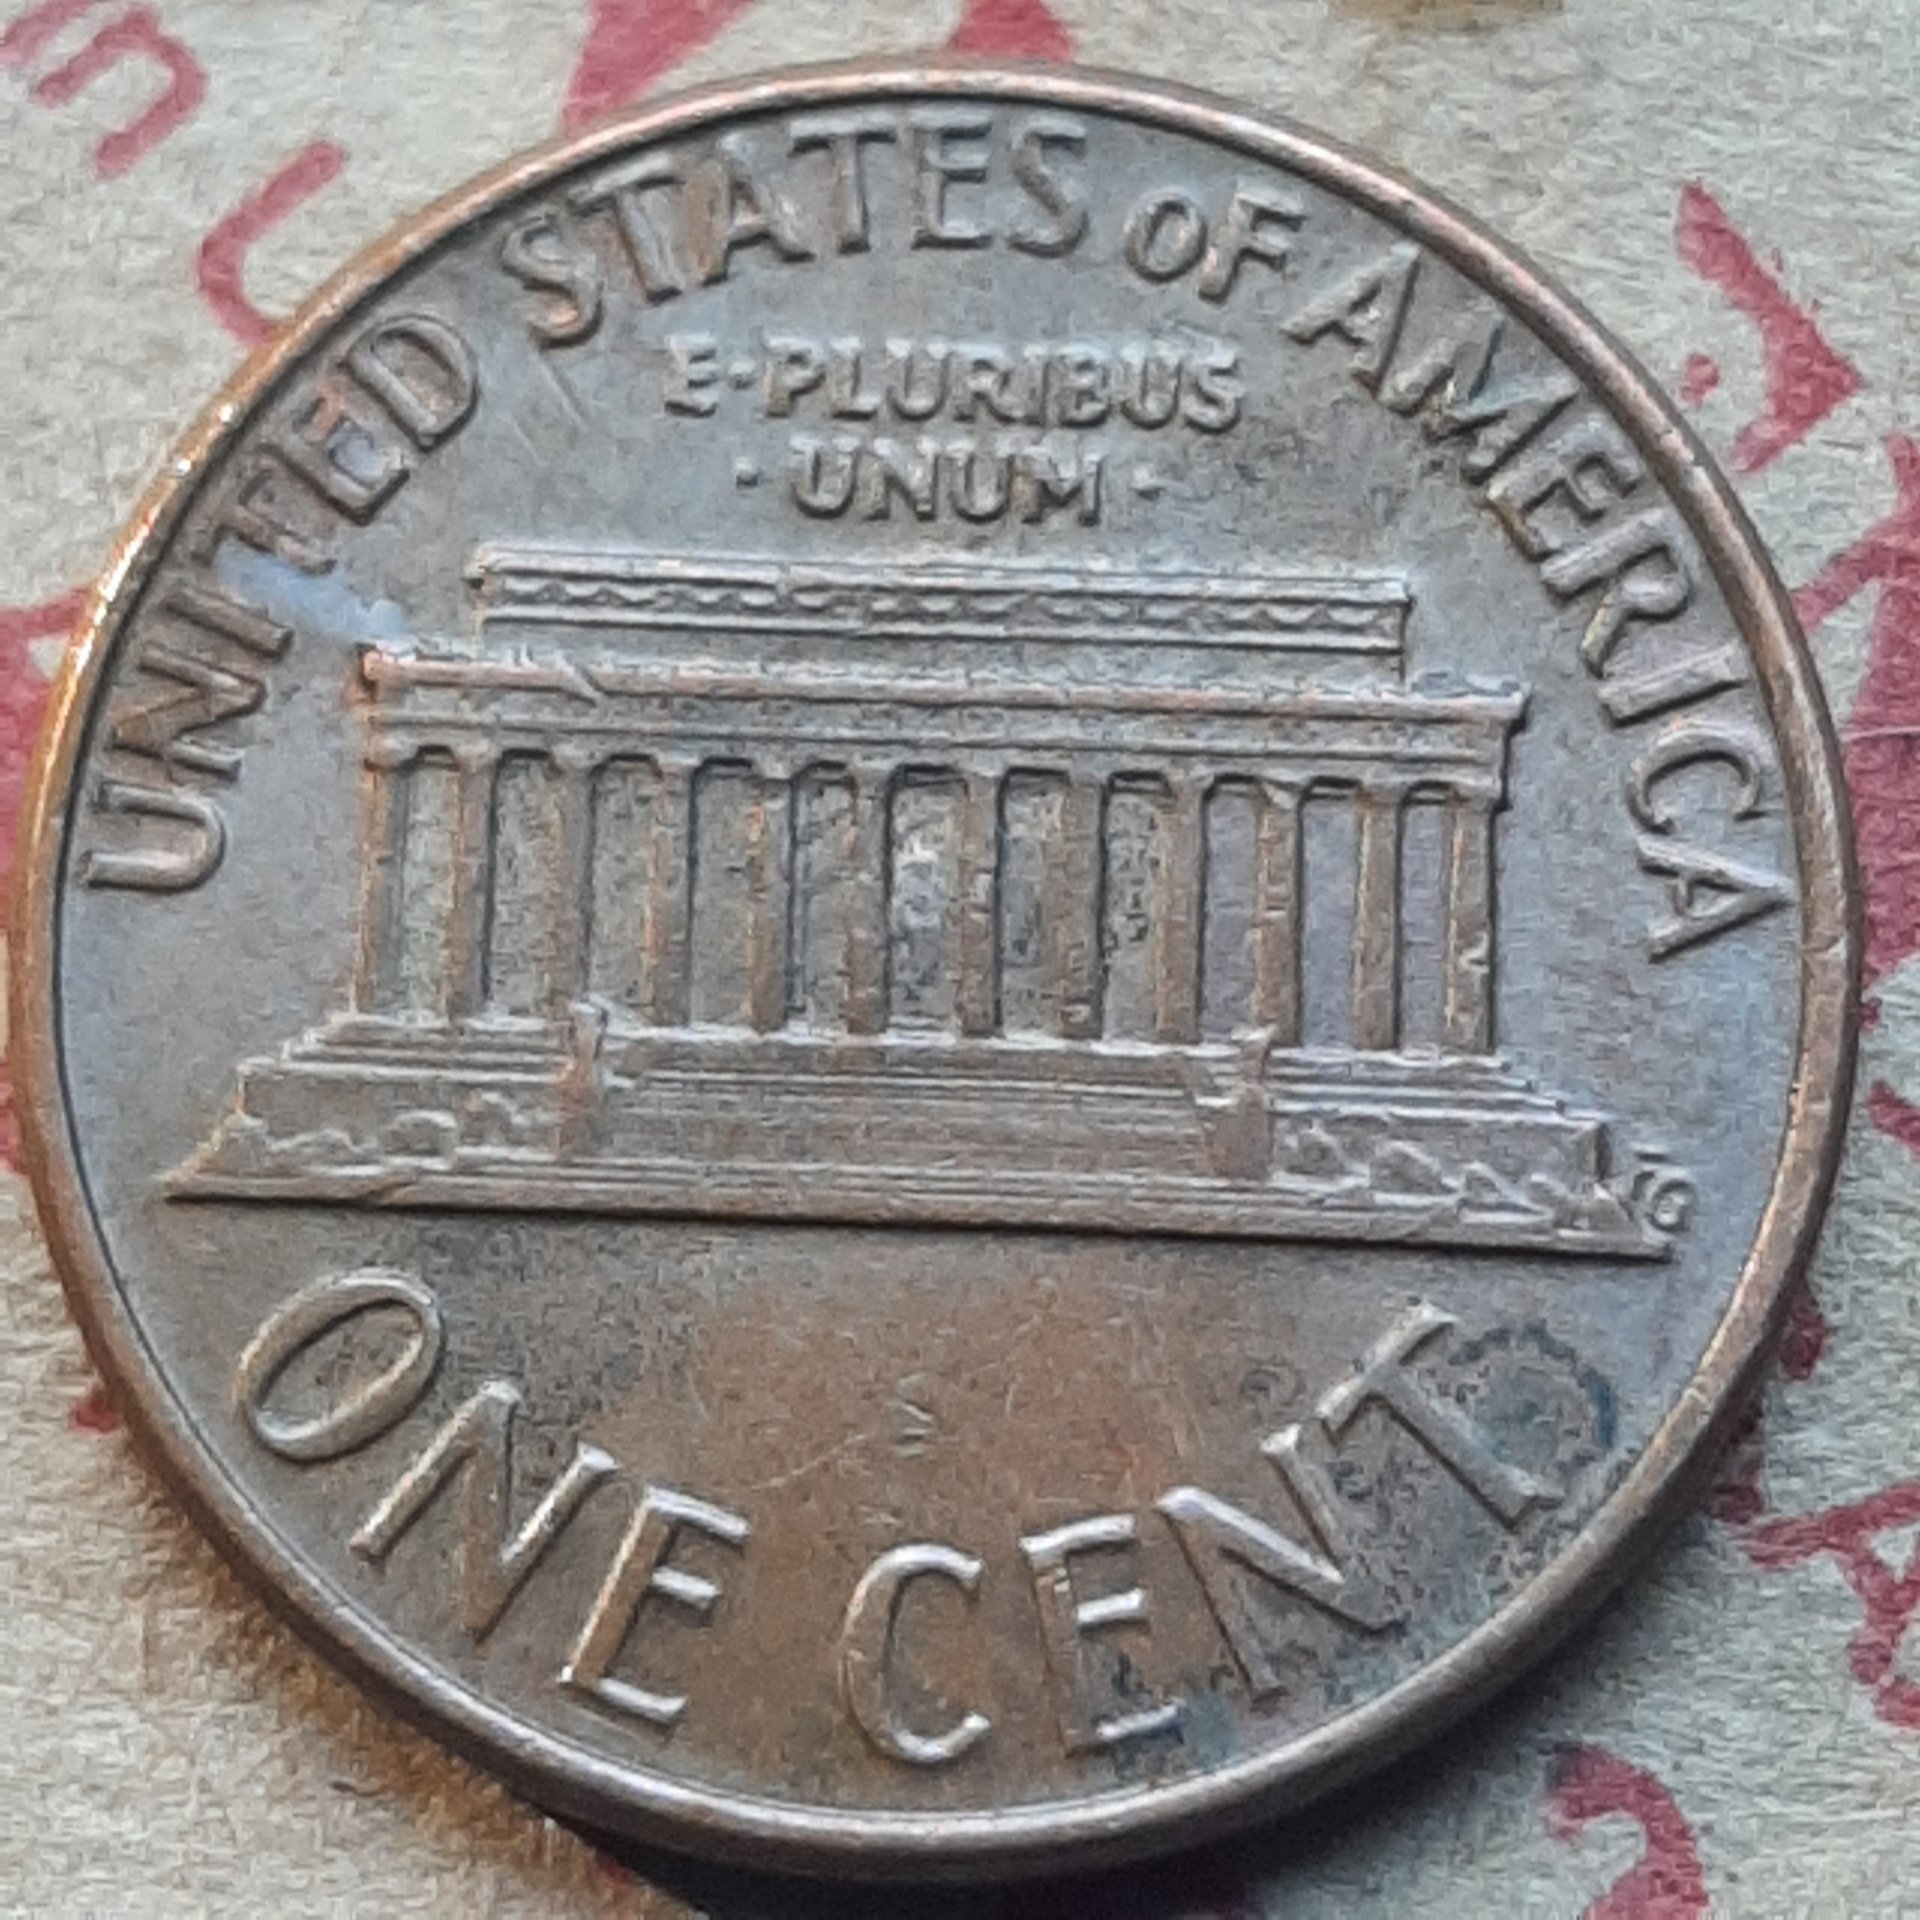 UNITED STATES OF AMERICA
E·PLURIBUS
· UNUM ·
ONE CENT